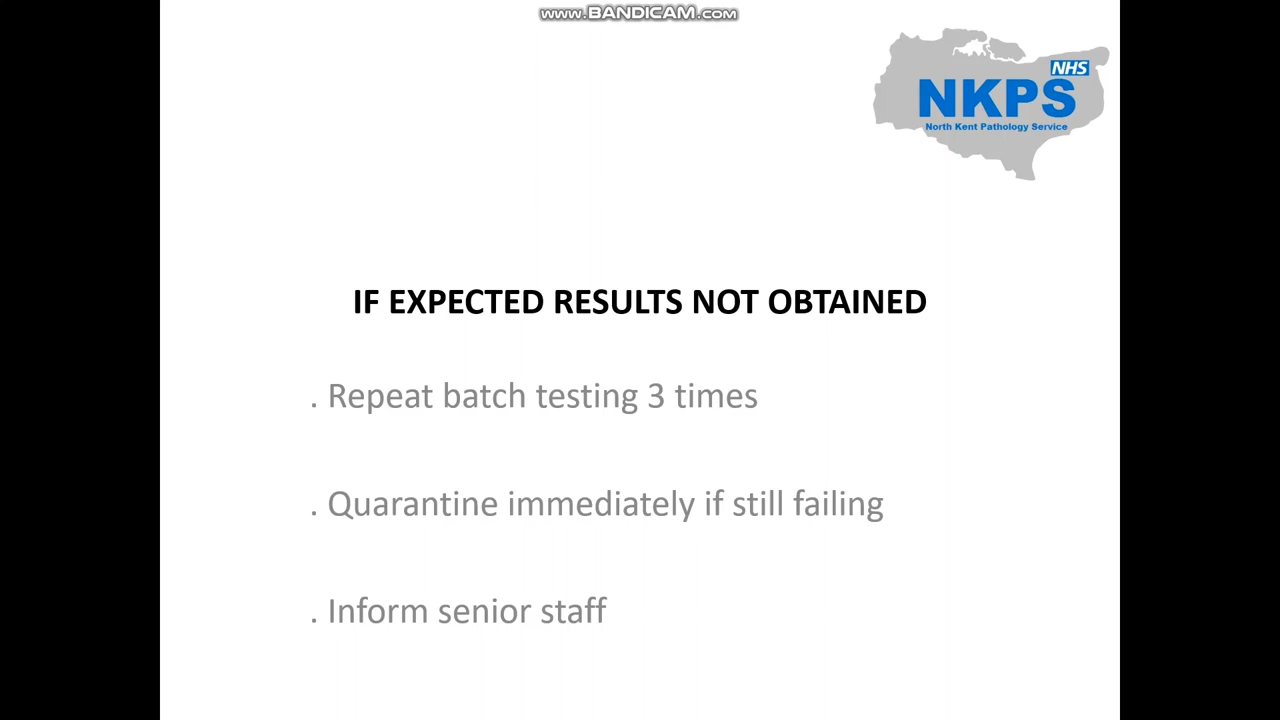 www.BANDICAM.com
NHS
NKPS
North Kent Pathology Service
IF EXPECTED RESULTS NOT OBTAINED
. Repeat batch testing 3 times
. Quarantine immediately if still failing
. Inform senior staff